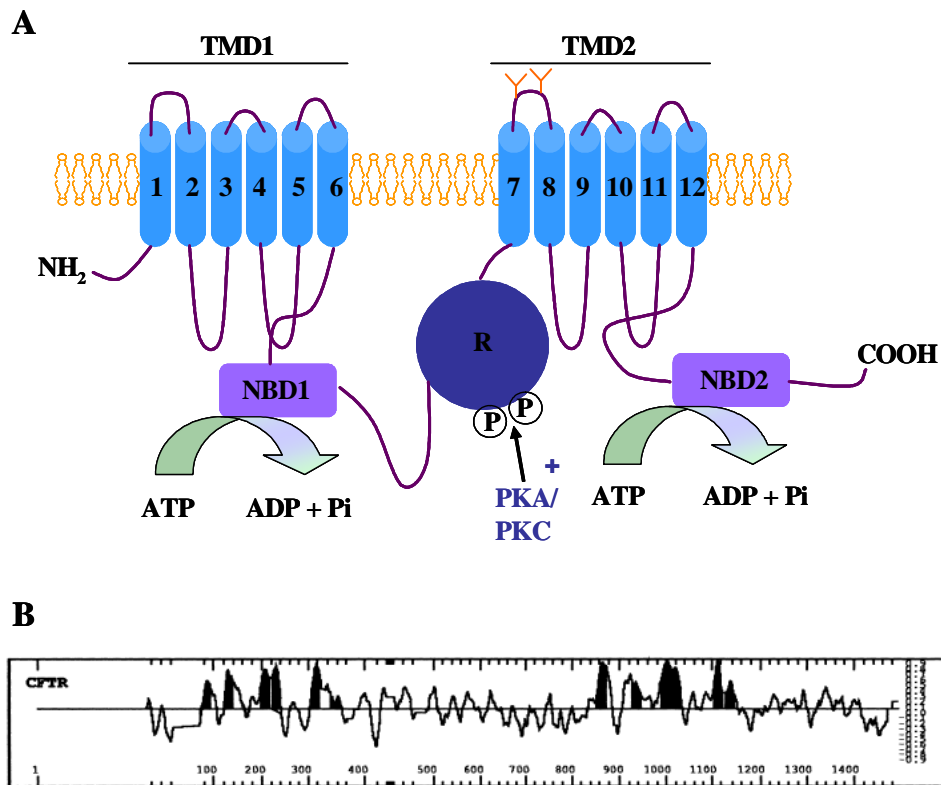 A
TMD1
TMD2
1 2 3 4 5 6
7 8 9 10 11 12
NH2
R
COOH
NBD1
NBD2
P P
+
ATP
ADP + Pi
PKA/
PKC
ATP
ADP + Pi
B
CFTR
1 100 200 300 400 500 600 700 800 900 1000 1100 1200 1300 1400